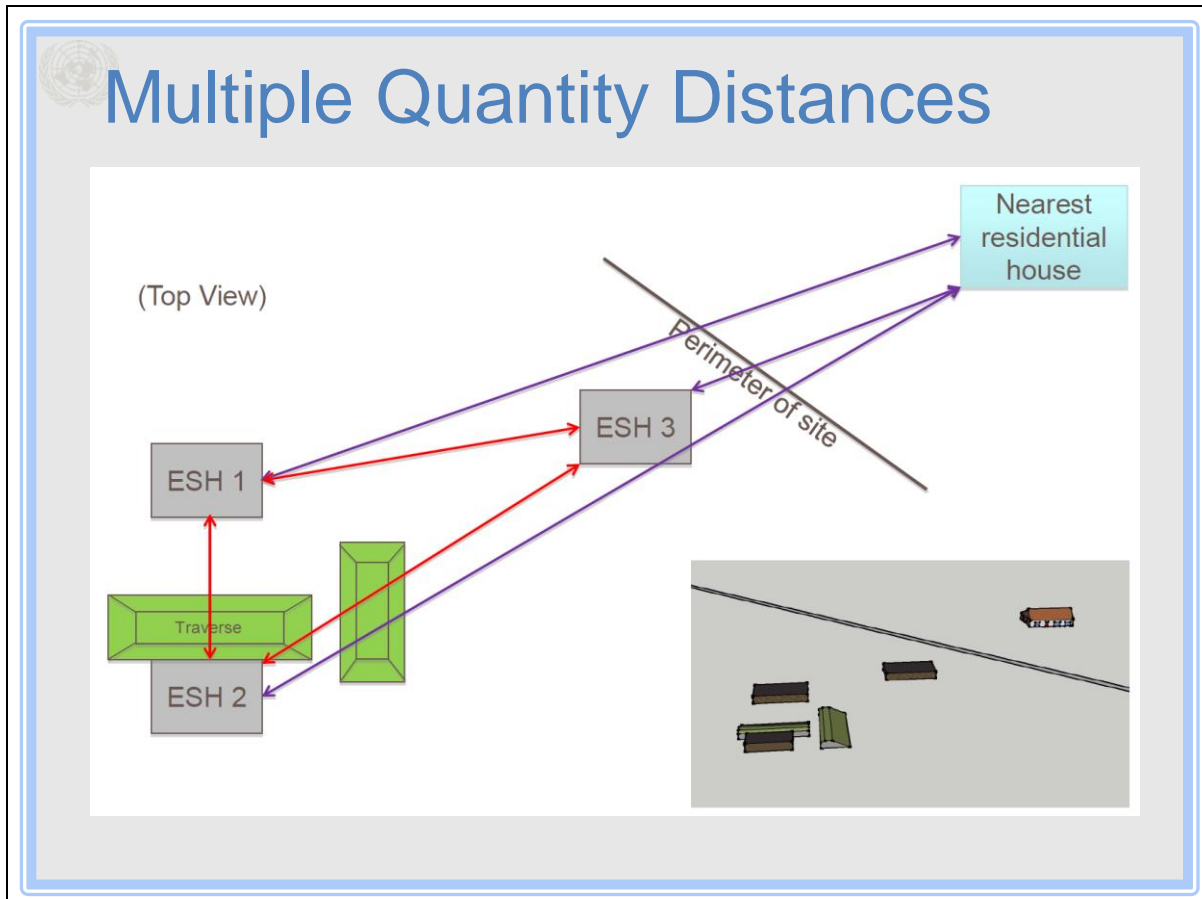 Multiple Quantity Distances
Nearest
residential
house
(Top View)
Perimeter of site
ESH 3
ESH 1
Traverse
ESH 2